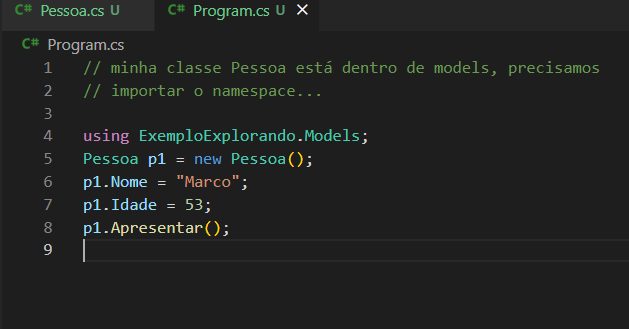 C# Pessoa.cs U C# Program.cs U ×
C# Program.cs
1 // minha classe Pessoa está dentro de models, precisamos
2 // importar o namespace...
3
4 using ExemploExplorando.Models;
5 Pessoa p1 = new Pessoa();
6 p1.Nome = "Marco";
7 p1.Idade = 53;
8 p1.Apresentar();
9